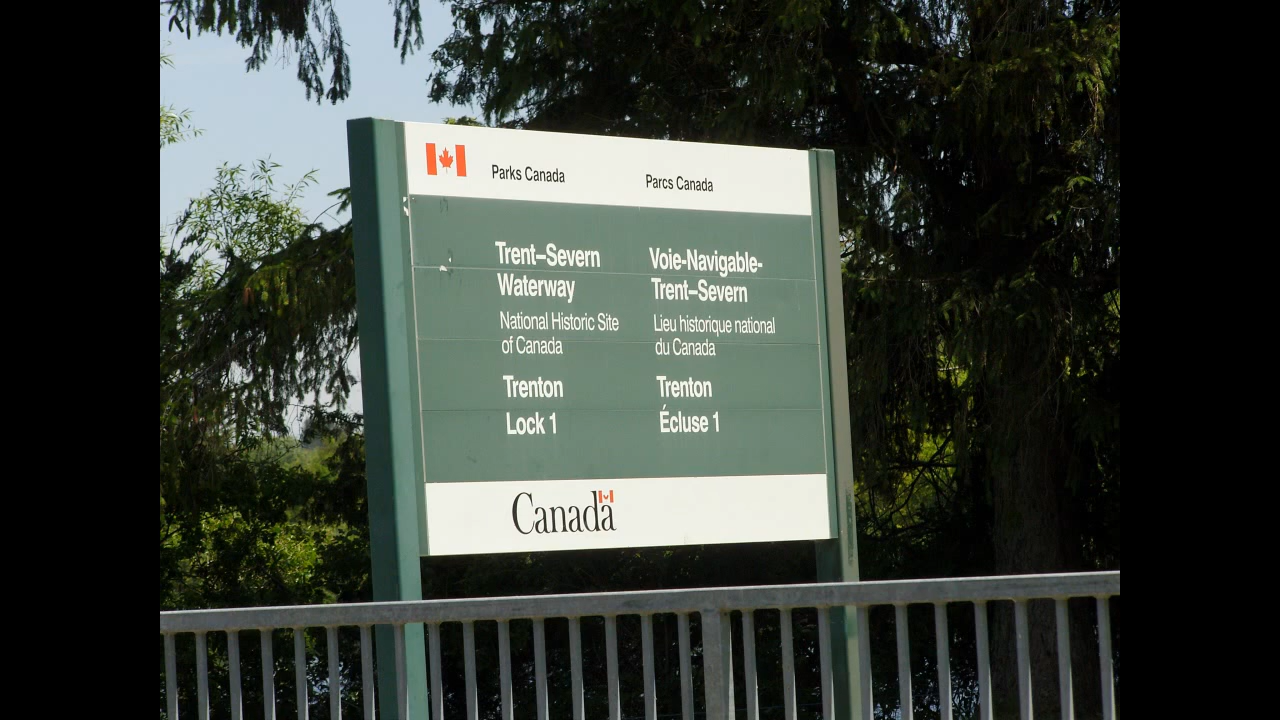 Parks Canada
Parcs Canada
Trent–Severn
Waterway
National Historic Site
of Canada
Trenton
Lock 1
Voie-Navigable-
Trent–Severn
Lieu historique national
du Canada
Trenton
Écluse 1
Canada